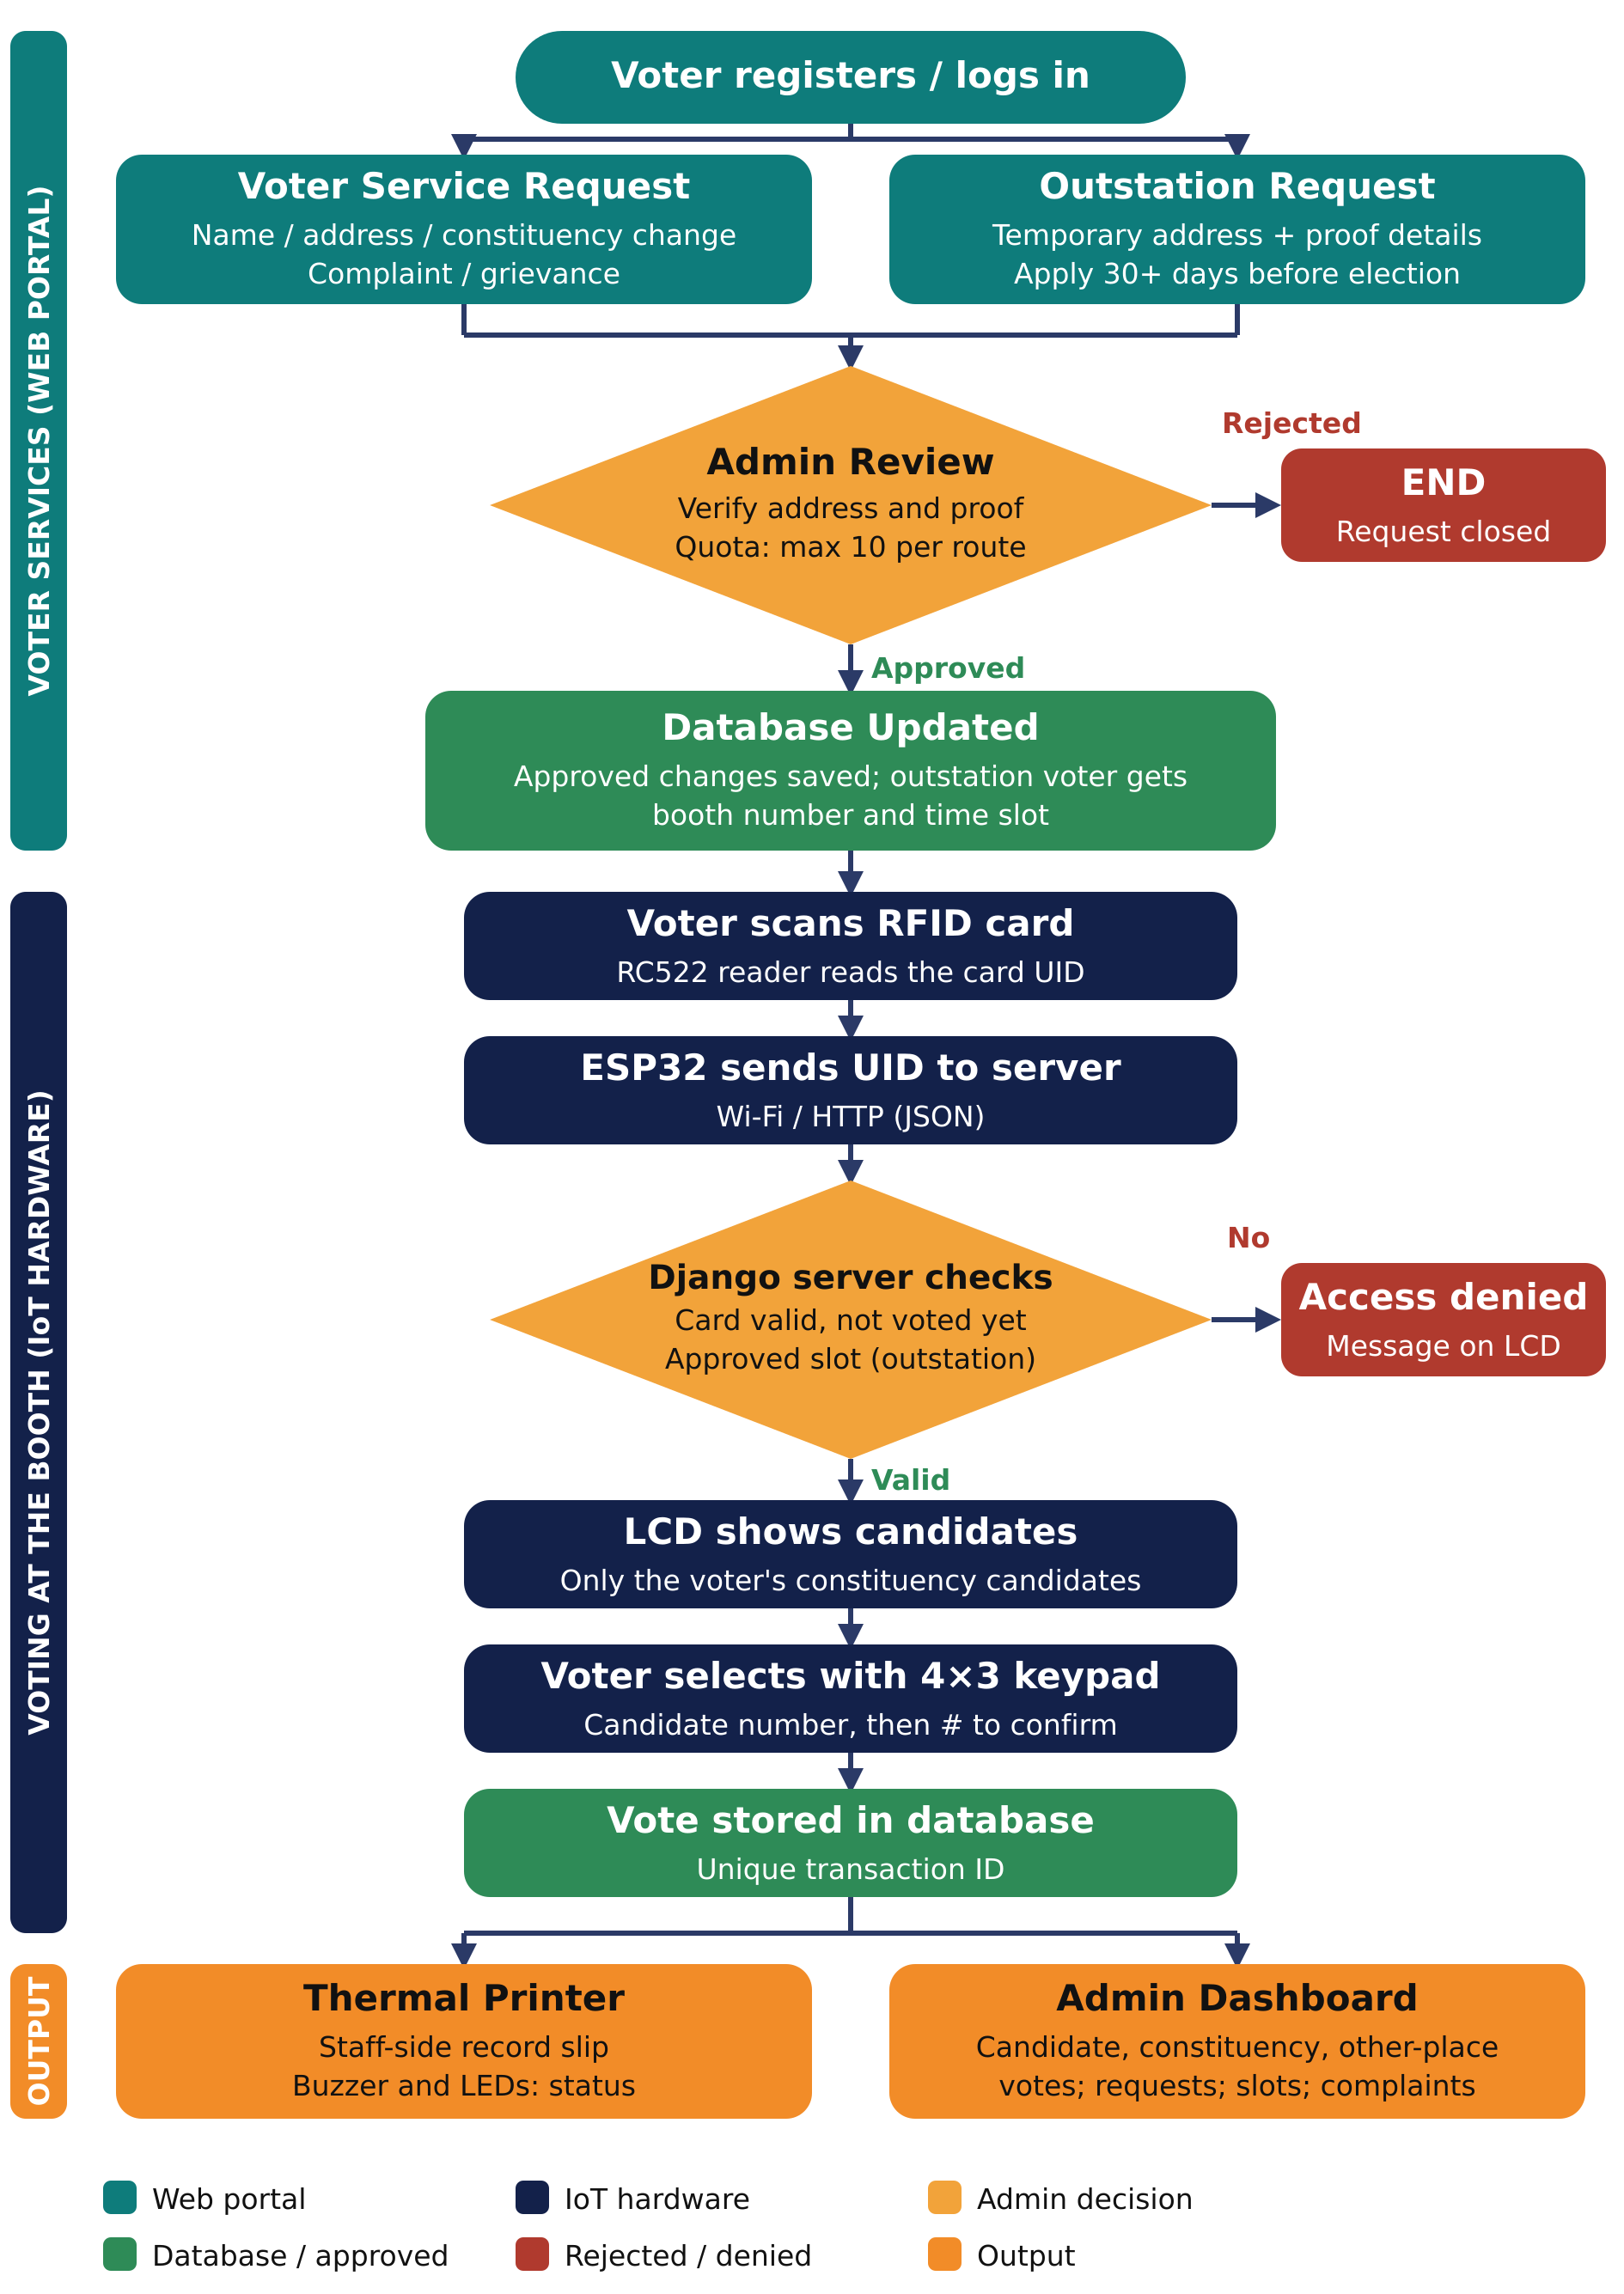 VOTER SERVICES (WEB PORTAL)
Voter registers / logs in
Voter Service Request
Name / address / constituency change
Complaint / grievance
Outstation Request
Temporary address + proof details
Apply 30+ days before election
Admin Review
Verify address and proof
Quota: max 10 per route
Rejected
END
Request closed
Approved
Database Updated
Approved changes saved; outstation voter gets
booth number and time slot
VOTING AT THE BOOTH (IoT HARDWARE)
Voter scans RFID card
RC522 reader reads the card UID
ESP32 sends UID to server
Wi-Fi / HTTP (JSON)
Django server checks
Card valid, not voted yet
Approved slot (outstation)
No
Access denied
Message on LCD
Valid
LCD shows candidates
Only the voter's constituency candidates
Voter selects with 4×3 keypad
Candidate number, then # to confirm
Vote stored in database
Unique transaction ID
OUTPUT
Thermal Printer
Staff-side record slip
Buzzer and LEDs: status
Admin Dashboard
Candidate, constituency, other-place
votes; requests; slots; complaints
Web portal
IoT hardware
Admin decision
Database / approved
Rejected / denied
Output